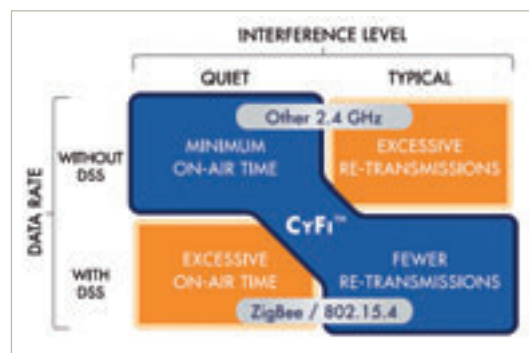 INTERFERENCE LEVEL
QUIET
TYPICAL
DATA RATE
WITHOUT
DSS
WITH
DSS
Other 2.4 GHz
MINIMUM
ON-AIR TIME
EXCESSIVE
RE-TRANSMISSIONS
CYFI™
EXCESSIVE
ON-AIR TIME
FEWER
RE-TRANSMISSIONS
ZigBee / 802.15.4